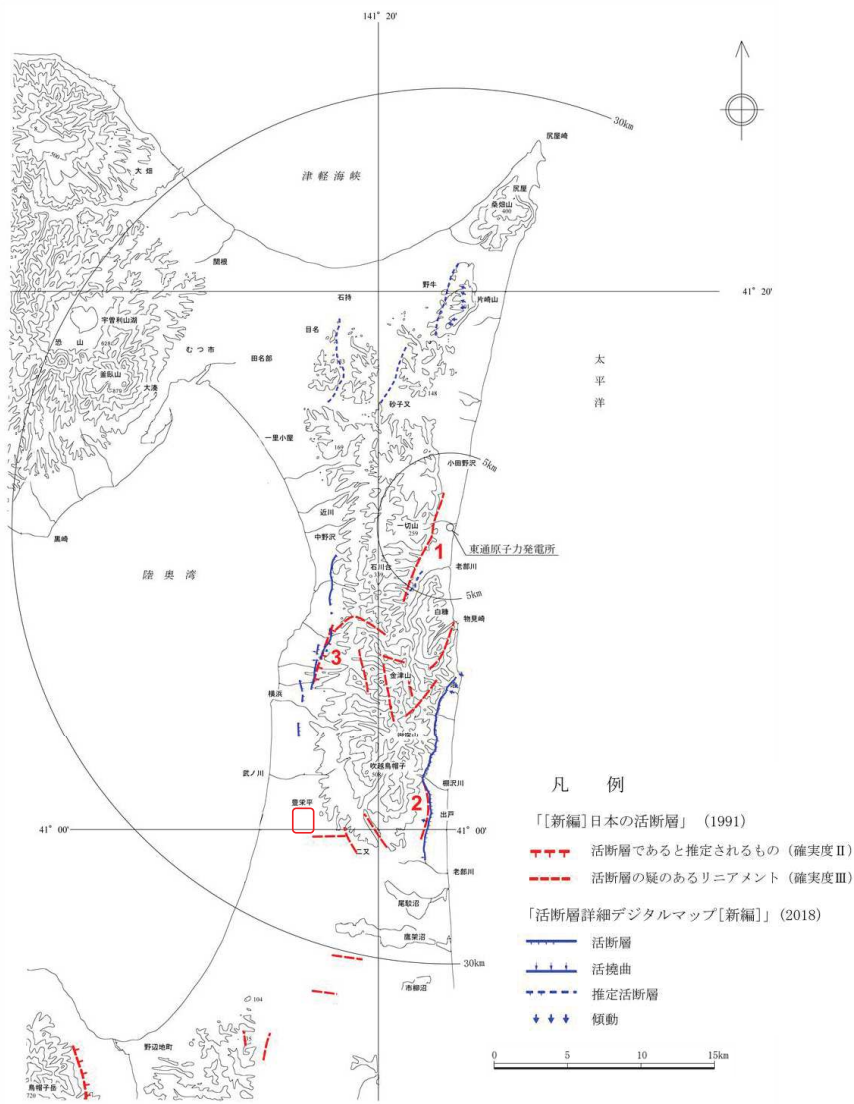 141° 20'
30km
尻屋崎
津軽海峡
大畑
尻屋
桑畑山
400
500
関根
野牛
石持
片崎山
41° 20'
宇曽利山湖
目名
恐山
828
むつ市
田名部
太平洋
釜臥山
879
大湊
163
148
砂子又
一里小屋
169
小田野沢
5km
近川
一切山
259
中野沢
1
東通原子力発電所
黒崎
陸奥湾
石川台
老部川
5km
白糠
物見崎
3
金津山
横浜
吹越烏帽子
508
武ノ川
棚沢川
豊栄平
2
出戸
41° 00'
41° 00'
二又
老部川
尾駮沼
鷹架沼
30km
市柳沼
104
野辺地町
烏帽子岳
720
凡 例
「[新編]日本の活断層」(1991)
活断層であると推定されるもの(確実度Ⅱ)
活断層の疑のあるリニアメント(確実度Ⅲ)
「活断層詳細デジタルマップ[新編]」(2018)
活断層
活撓曲
推定活断層
傾動
0 5 10 15km